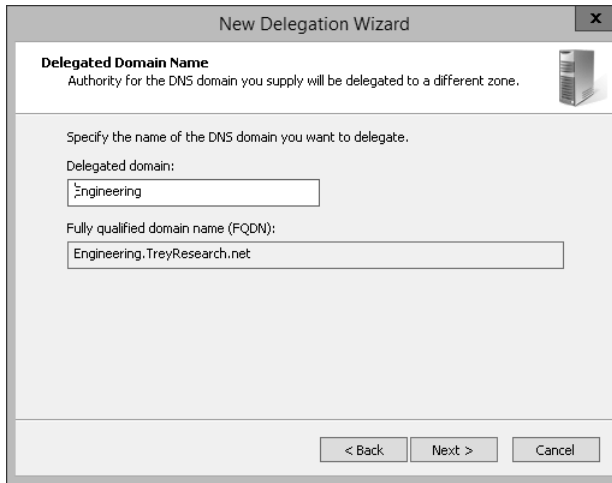 New Delegation Wizard
x
Delegated Domain Name
Authority for the DNS domain you supply will be delegated to a different zone.
Specify the name of the DNS domain you want to delegate.
Delegated domain:
Engineering
Fully qualified domain name (FQDN):
Engineering.TreyResearch.net
< Back
Next >
Cancel